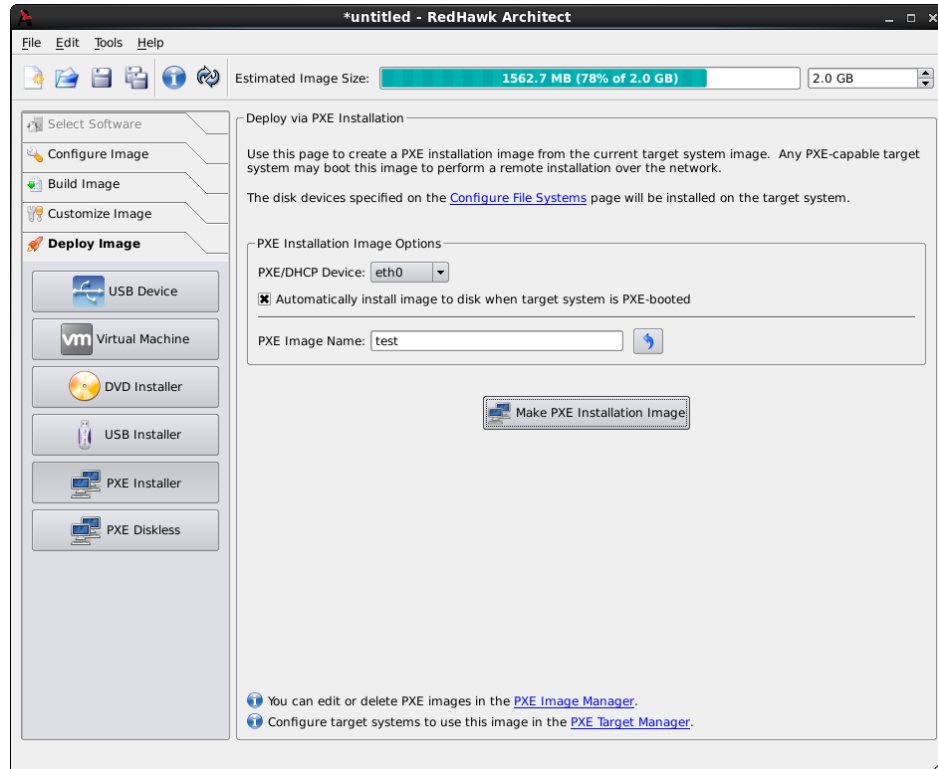 *untitled - RedHawk Architect
File Edit Tools Help
Estimated Image Size: 1562.7 MB (78% of 2.0 GB) 2.0 GB
Select Software
Configure Image
Build Image
Customize Image
Deploy Image
USB Device
vm Virtual Machine
DVD Installer
USB Installer
PXE Installer
PXE Diskless
Deploy via PXE Installation
Use this page to create a PXE installation image from the current target system image. Any PXE-capable target
system may boot this image to perform a remote installation over the network.
The disk devices specified on the Configure File Systems page will be installed on the target system.
PXE Installation Image Options
PXE/DHCP Device: eth0
Automatically install image to disk when target system is PXE-booted
PXE Image Name: test
Make PXE Installation Image
You can edit or delete PXE images in the PXE Image Manager.
Configure target systems to use this image in the PXE Target Manager.